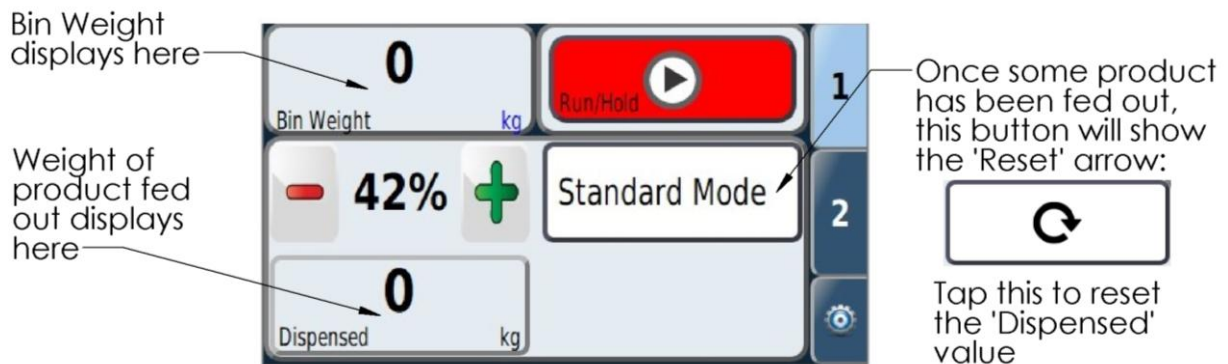 Bin Weight
displays here
Weight of
product fed
out displays
here
0
Bin Weight kg
Run/Hold
1
42%
Standard Mode
2
0
Dispensed kg
Once some product
has been fed out,
this button will show
the 'Reset' arrow:
Tap this to reset
the 'Dispensed'
value